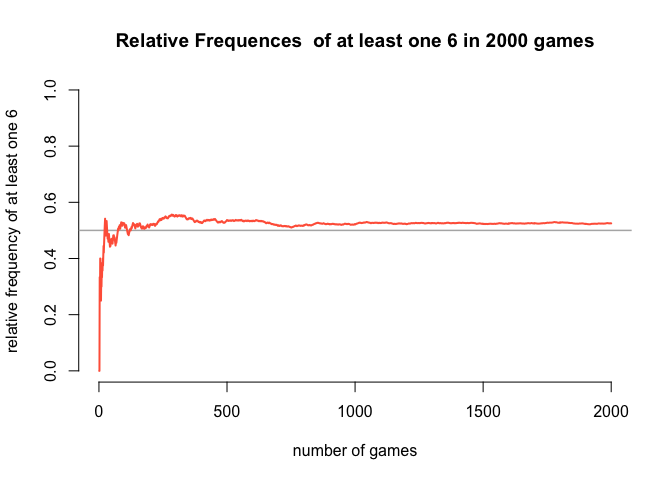 Relative Frequences  of at least one 6 in 2000 games
relative frequency of at least one 6
1.0
0.8
0.6
0.4
0.2
0.0
0 500 1000 1500 2000
number of games